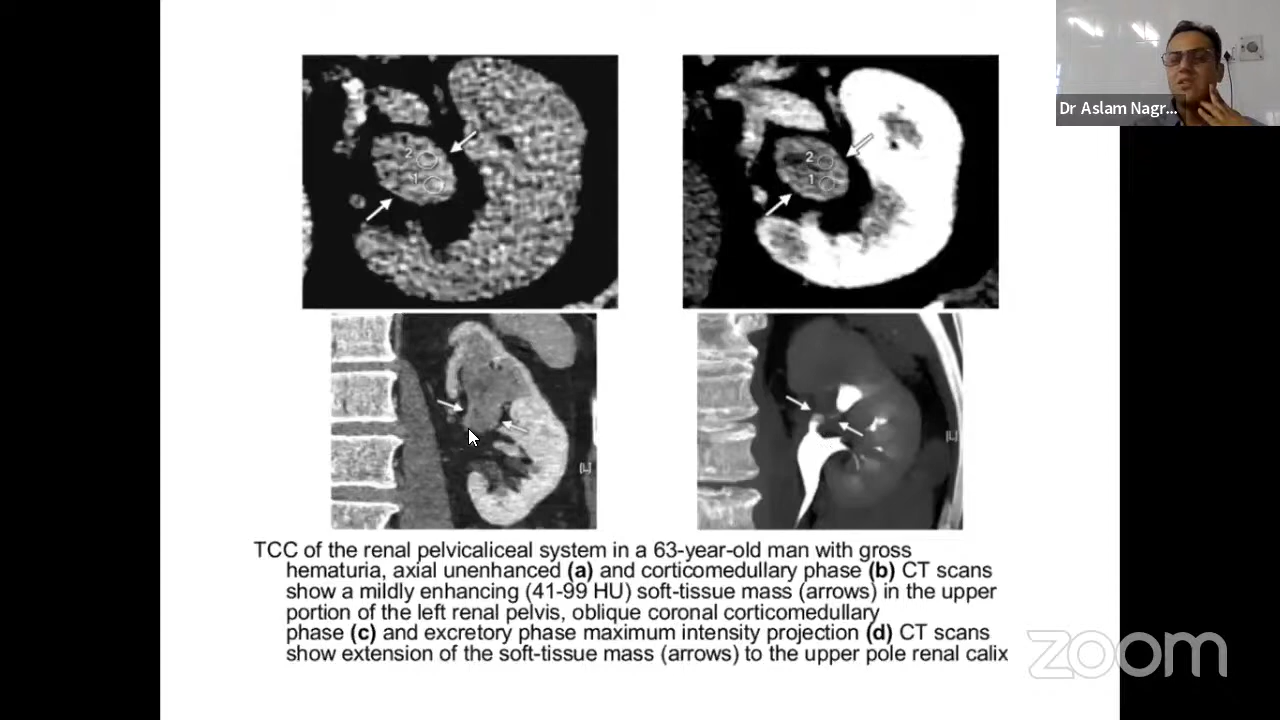 Dr Aslam Nagr...
2
1
2
1
[L]
[L]
TCC of the renal pelvicaliceal system in a 63-year-old man with gross
hematuria, axial unenhanced (a) and corticomedullary phase (b) CT scans
show a mildly enhancing (41-99 HU) soft-tissue mass (arrows) in the upper
portion of the left renal pelvis, oblique coronal corticomedullary
phase (c) and excretory phase maximum intensity projection (d) CT scans
show extension of the soft-tissue mass (arrows) to the upper pole renal calix
zoom